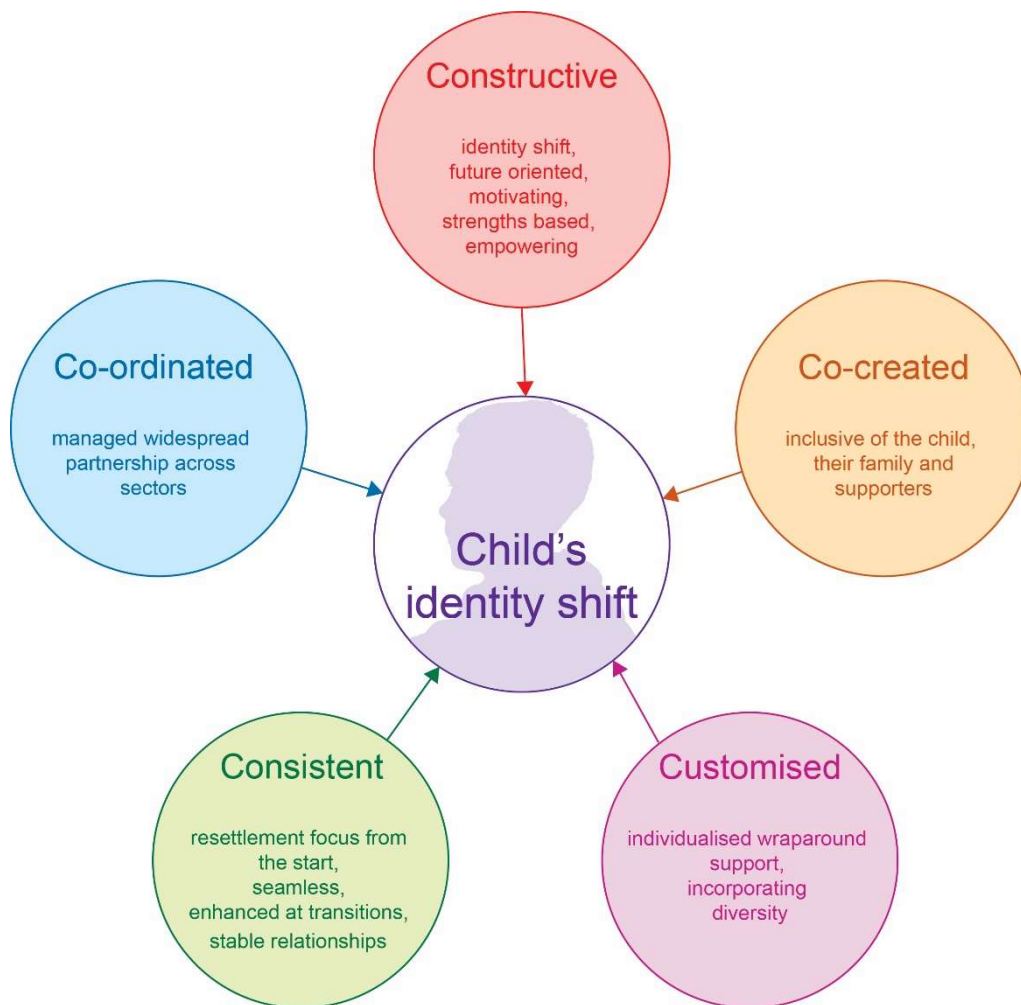 Constructive
identity shift,
future oriented,
motivating,
strengths based,
empowering
Co-ordinated
managed widespread
partnership across
sectors
Co-created
inclusive of the child,
their family and
supporters
Child's
identity shift
Consistent
resettlement focus from
the start,
seamless,
enhanced at transitions,
stable relationships
Customised
individualised wraparound
support,
incorporating
diversity